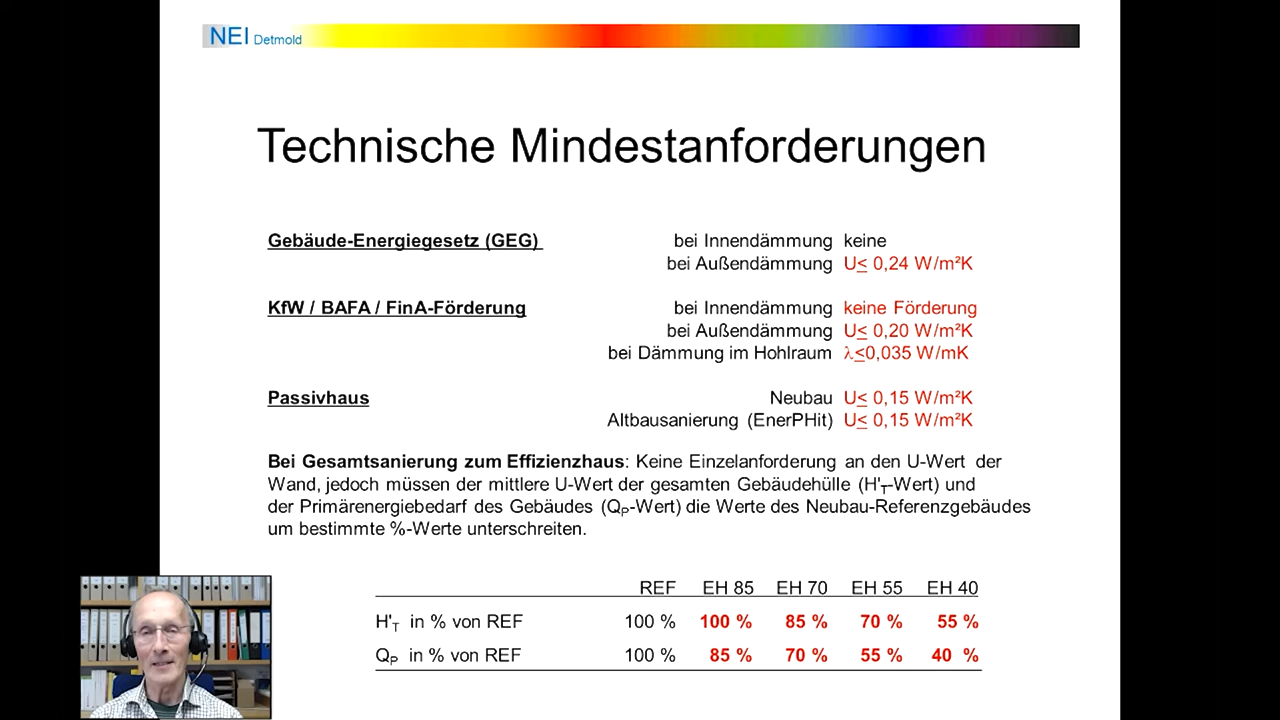 NEI Detmold
Technische Mindestanforderungen
Gebäude-Energiegesetz (GEG) bei Innendämmung keine
bei Außendämmung U≤ 0,24 W/m²K
KfW / BAFA / FinA-Förderung bei Innendämmung keine Förderung
bei Außendämmung U≤ 0,20 W/m²K
bei Dämmung im Hohlraum λ≤0,035 W/mK
Passivhaus Neubau U≤ 0,15 W/m²K
Altbausanierung (EnerPHit) U≤ 0,15 W/m²K
Bei Gesamtsanierung zum Effizienzhaus: Keine Einzelanforderung an den U-Wert der
Wand, jedoch müssen der mittlere U-Wert der gesamten Gebäudehülle (H'T-Wert) und
der Primärenergiebedarf des Gebäudes (QP-Wert) die Werte des Neubau-Referenzgebäudes
um bestimmte %-Werte unterschreiten.
REF EH 85 EH 70 EH 55 EH 40
H'T in % von REF 100 % 100 % 85 % 70 % 55 %
QP in % von REF 100 % 85 % 70 % 55 % 40 %